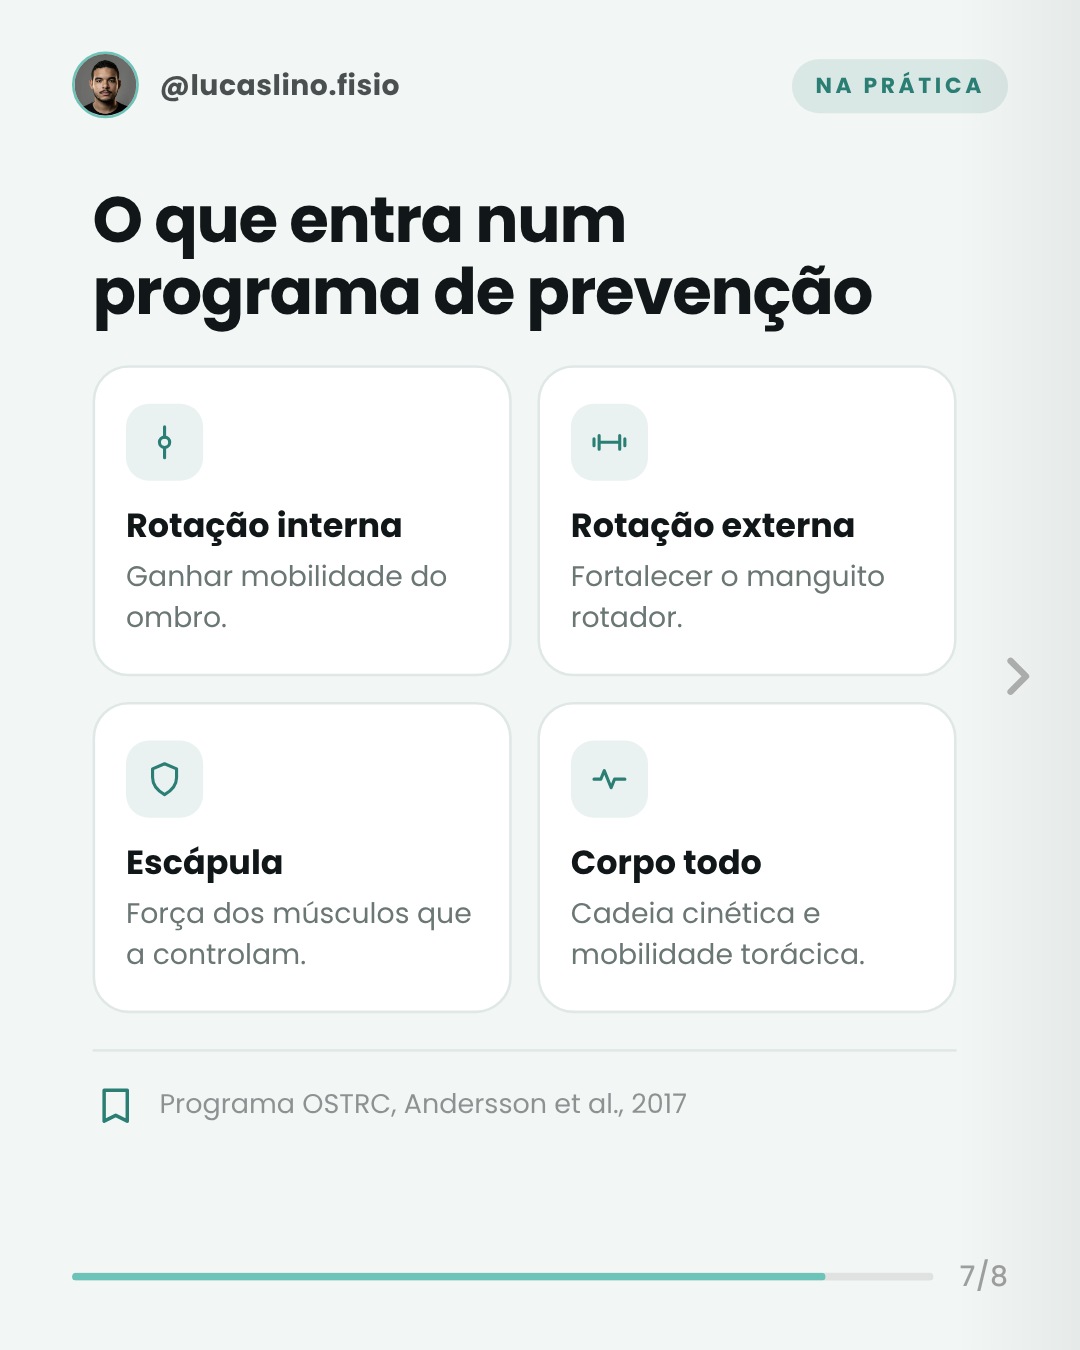 @lucaslino.fisio
NA PRÁTICA
O que entra num
programa de prevenção
Rotação interna
Ganhar mobilidade do
ombro.
Rotação externa
Fortalecer o manguito
rotador.
Escápula
Força dos músculos que
a controlam.
Corpo todo
Cadeia cinética e
mobilidade torácica.
Programa OSTRC, Andersson et al., 2017
7/8